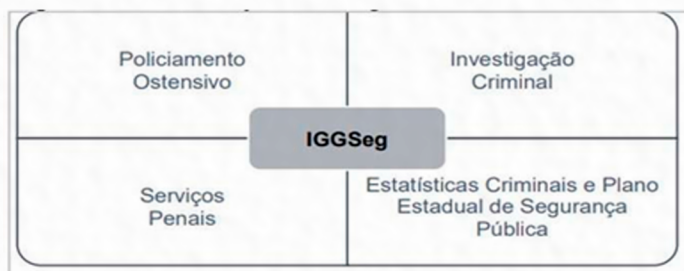 Policiamento
Ostensivo
Investigação
Criminal
IGGSeg
Serviços
Penais
Estatísticas Criminais e Plano
Estadual de Segurança
Pública